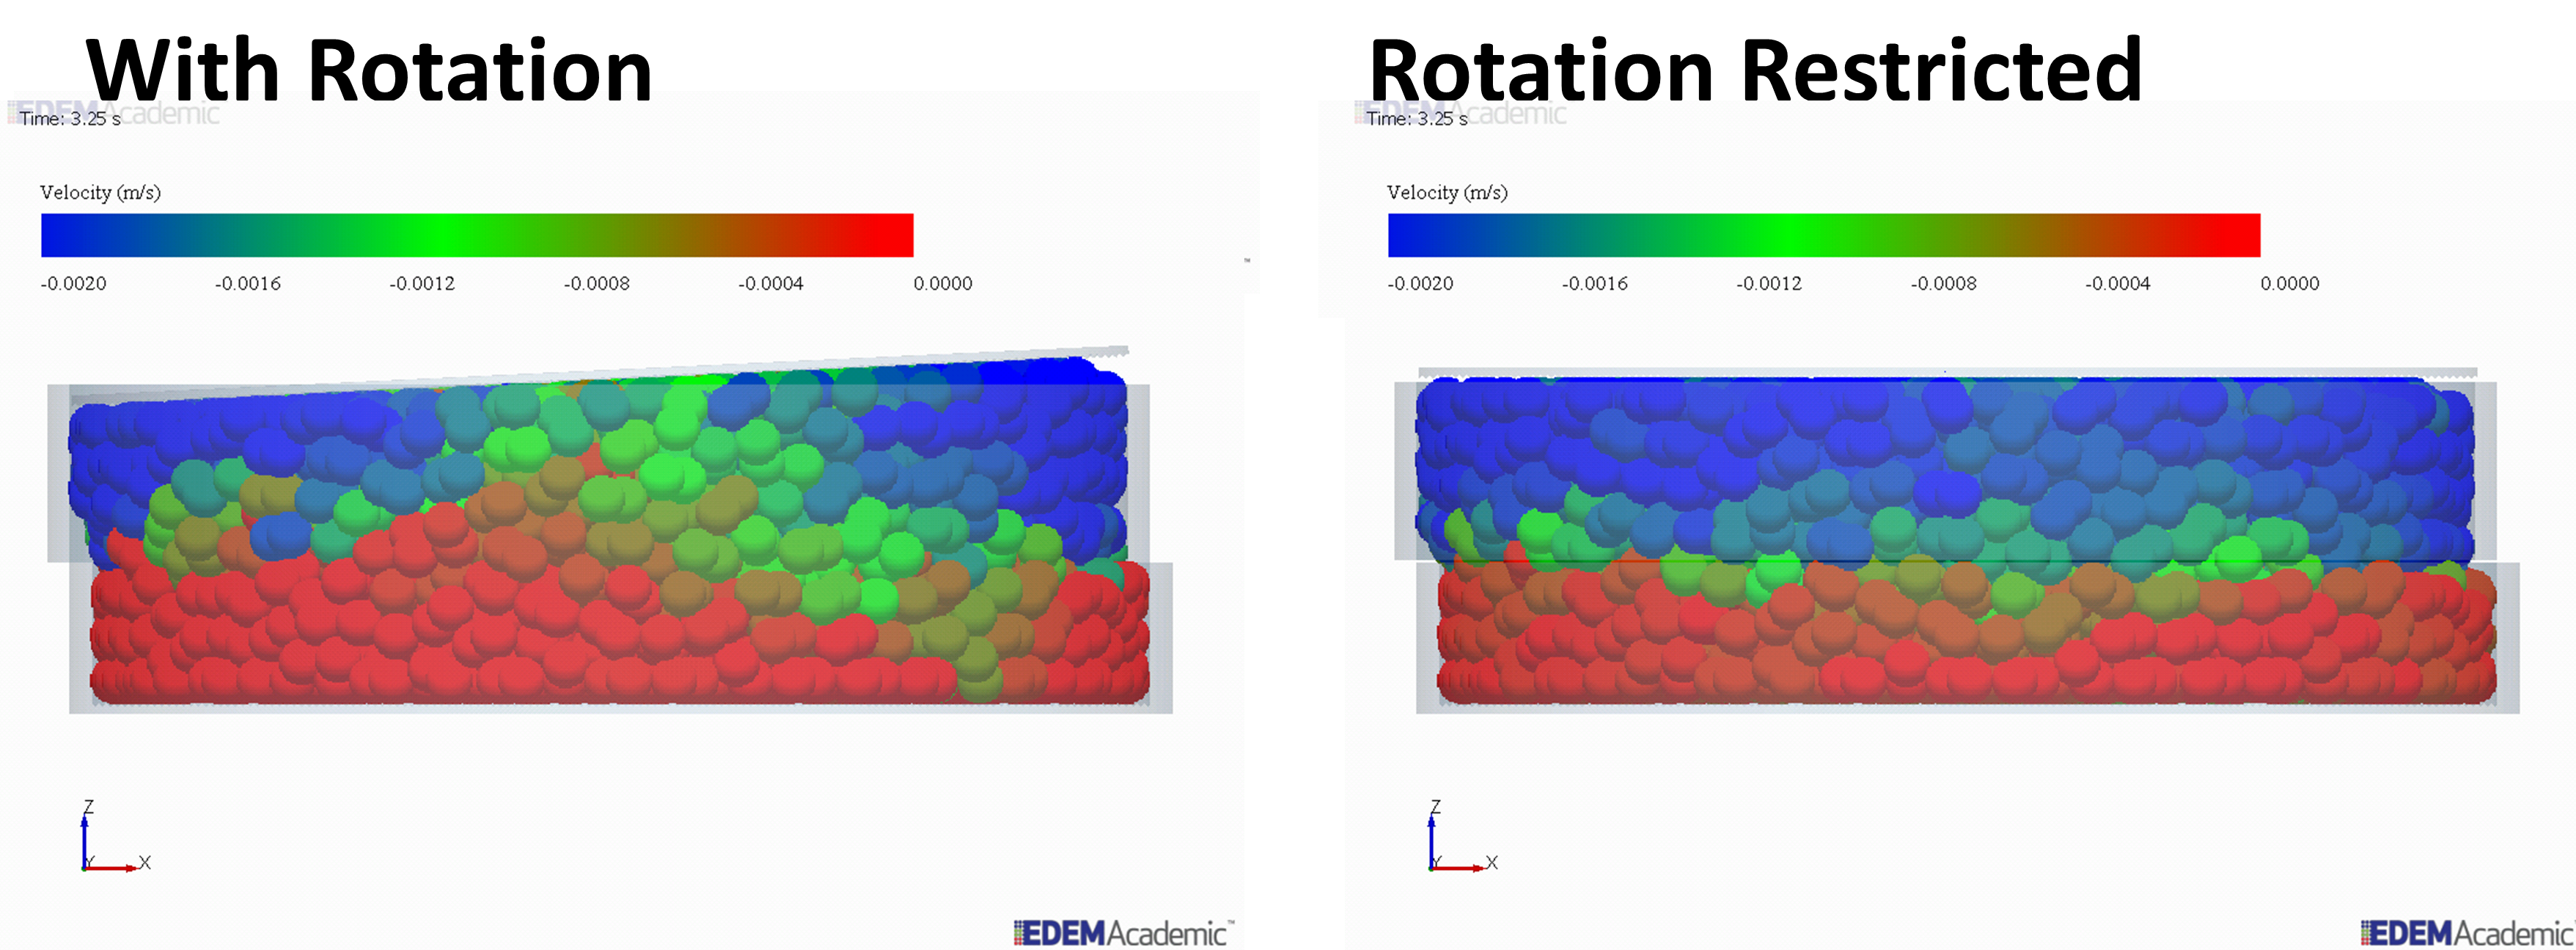 With Rotation
EDEMAcademic
Time: 3.25 s
Velocity (m/s)
-0.0020 -0.0016 -0.0012 -0.0008 -0.0004 0.0000
™
Z
Y X
EDEMAcademic™
Rotation Restricted
EDEMAcademic
Time: 3.25 s
Velocity (m/s)
-0.0020 -0.0016 -0.0012 -0.0008 -0.0004 0.0000
Z
Y X
EDEMAcademic